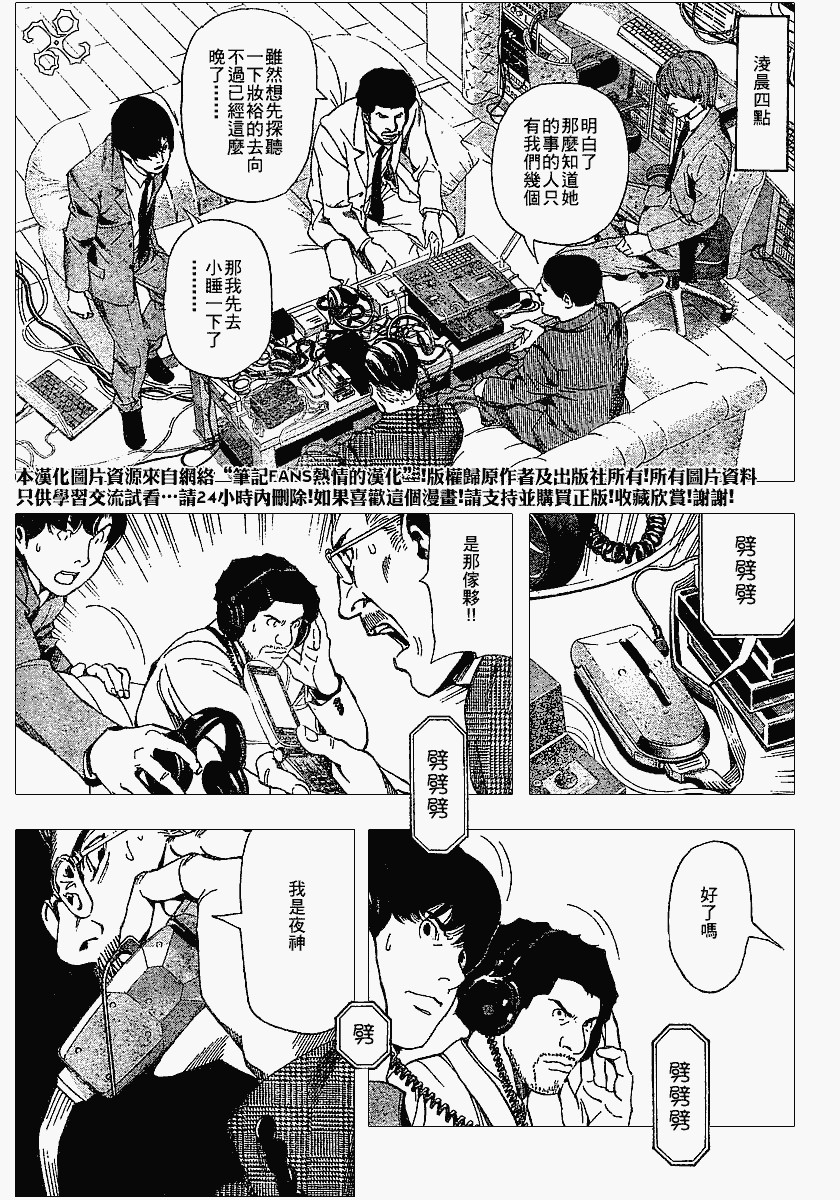 凌晨四點
明白了
那麼知道她
的事的人只
有我們幾個
雖然想先探聽
一下妝裕的去向
不過已經這麼
晚了………
那我先去
小睡一下了
………
本漢化圖片資源來自網絡“筆記FANS熱情的漢化”!版權歸原作者及出版社所有!所有圖片資料
只供學習交流試看…請24小時內刪除!如果喜歡這個漫畫!請支持並購買正版!收藏欣賞!謝謝!
劈劈劈
是那傢夥!!
劈劈劈
好了嗎
劈劈劈
我是夜神
劈